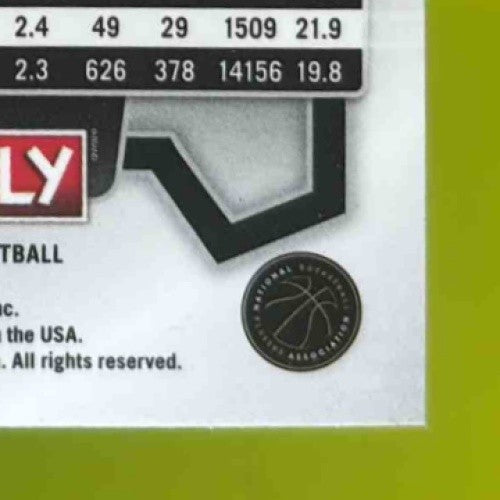 2.4 49 29 1509 21.9
2.3 626 378 14156 19.8
LY
TBALL
nc.
the USA.
. All rights reserved.
NATIONAL BASKETBALL
PLAYERS ASSOCIATION